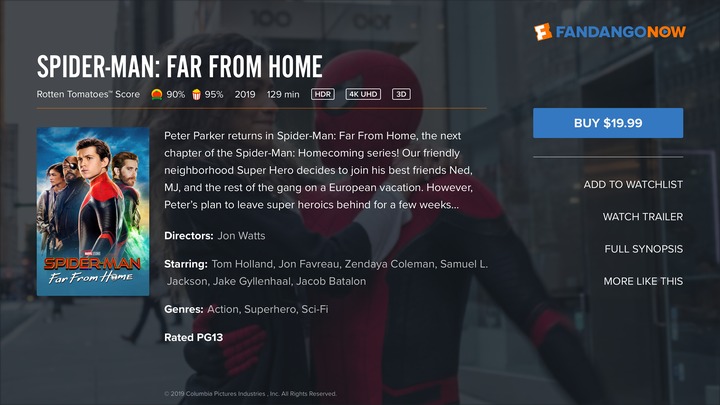 FANDANGONOW
SPIDER-MAN: FAR FROM HOME
Rotten Tomatoes™ Score 90% 95% 2019 129 min HDR 4K UHD 3D
BUY $19.99
Peter Parker returns in Spider-Man: Far From Home, the next
chapter of the Spider-Man: Homecoming series! Our friendly
neighborhood Super Hero decides to join his best friends Ned,
MJ, and the rest of the gang on a European vacation. However,
Peter's plan to leave super heroics behind for a few weeks...
Directors: Jon Watts
Starring: Tom Holland, Jon Favreau, Zendaya Coleman, Samuel L.
Jackson, Jake Gyllenhaal, Jacob Batalon
Genres: Action, Superhero, Sci-Fi
Rated PG13
ADD TO WATCHLIST
WATCH TRAILER
FULL SYNOPSIS
MORE LIKE THIS
SPIDER-MAN
Far From Home
© 2019 Columbia Pictures Industries , Inc. All Rights Reserved.